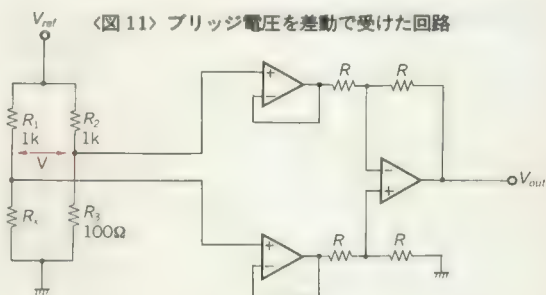 〈図 11〉 ブリッジ電圧を差動で受けた回路
Vref
R1
1k
R2
1k
V
Rx
R3
100Ω
+
−
R
R
−
+
Vout
+
−
R
R